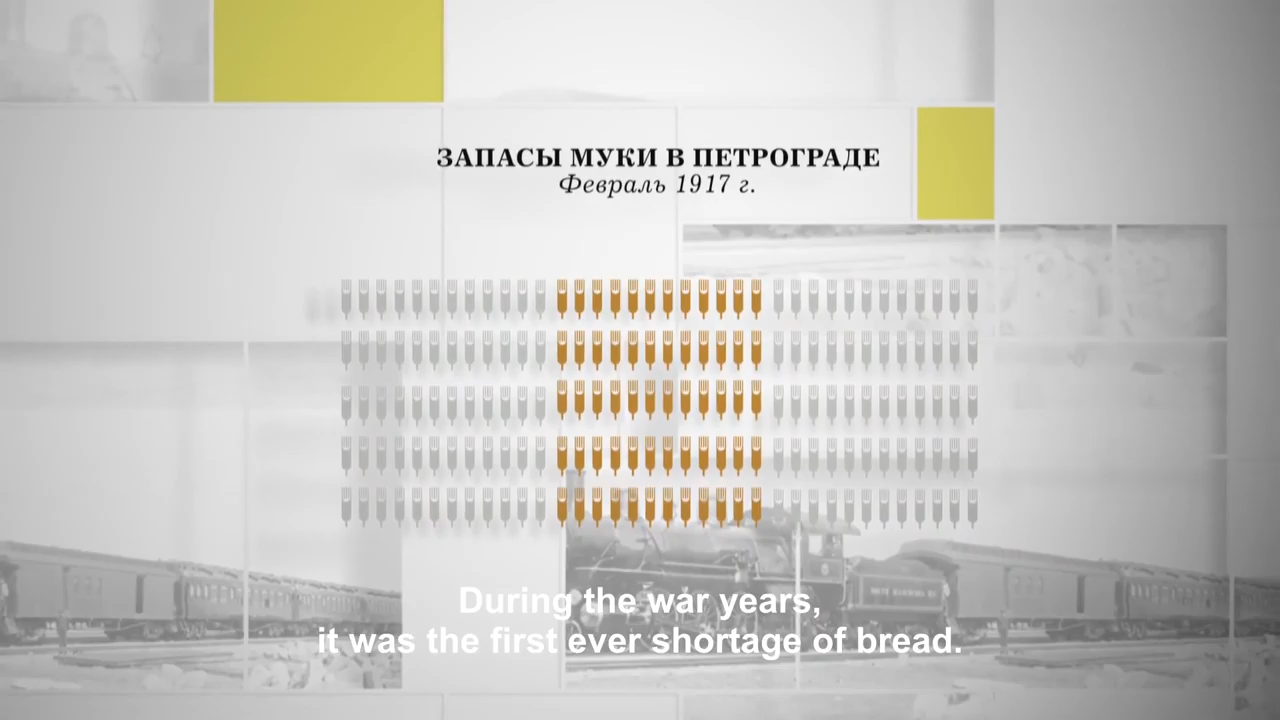 ЗАПАСЫ МУКИ В ПЕТРОГРАДЕ
Февраль 1917 г.
During the war years,
it was the first ever shortage of bread.